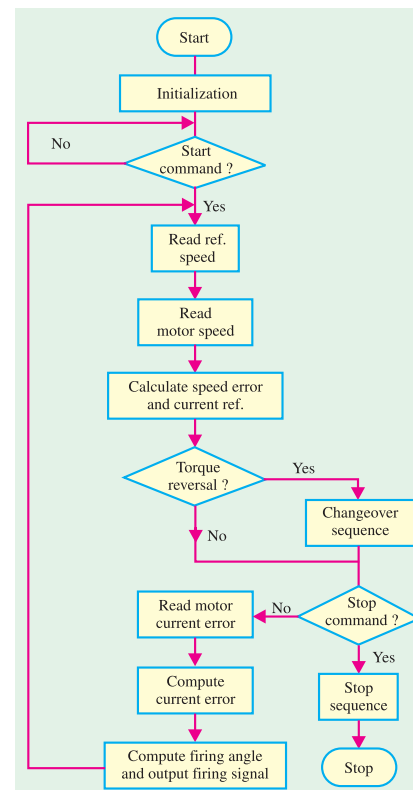 Start
Initialization
No
Start
command ?
Yes
Read ref.
speed
Read
motor speed
Calculate speed error
and current ref.
Torque
reversal ?
Yes
Changeover
sequence
No
Read motor
current error
No
Stop
command ?
Yes
Compute
current error
Stop
sequence
Compute firing angle
and output firing signal
Stop